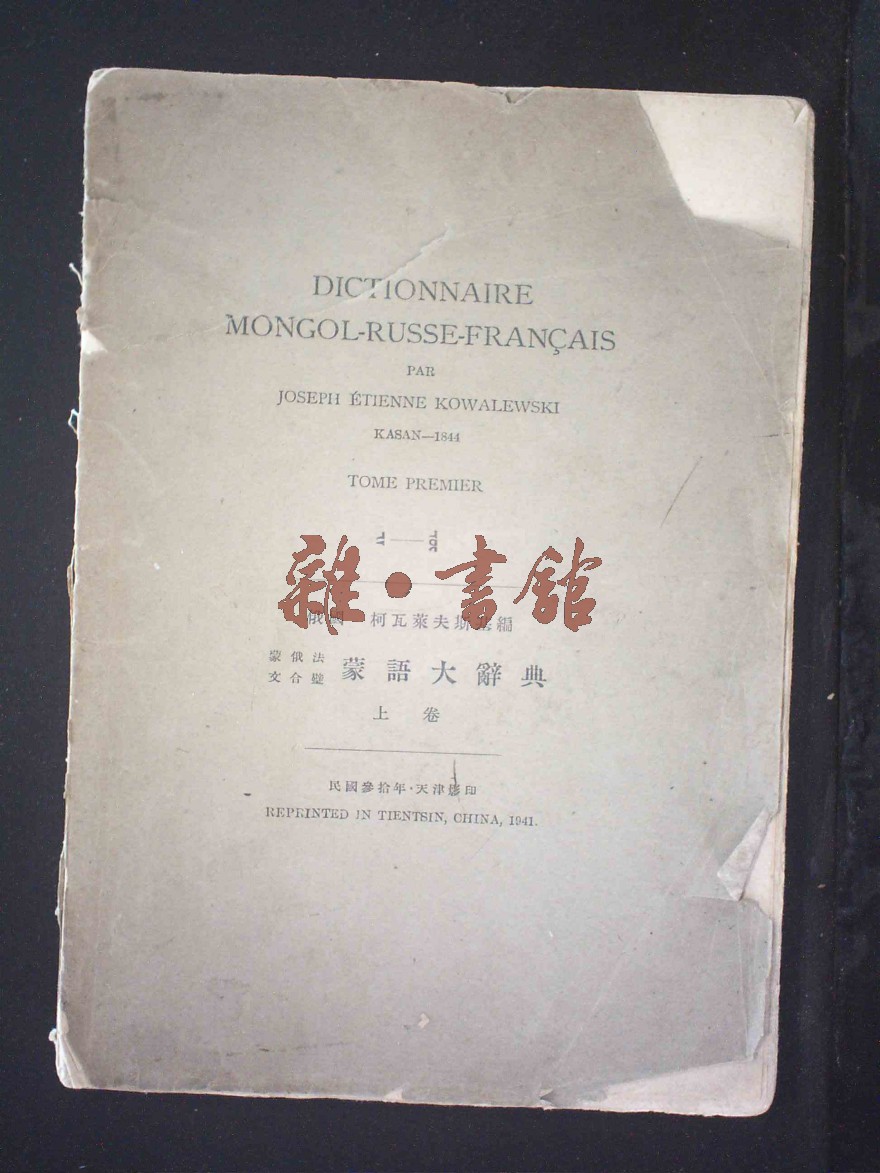 DICTIONNAIRE
MONGOL-RUSSE-FRANÇAIS
PAR
JOSEPH ÉTIENNE KOWALEWSKI
KASAN—1844
TOME PREMIER
雜·書館
俄國 柯瓦萊夫斯基編
蒙俄法
文合璧 蒙語大辭典
上卷
民國參拾年·天津影印
REPRINTED IN TIENTSIN, CHINA, 1941.